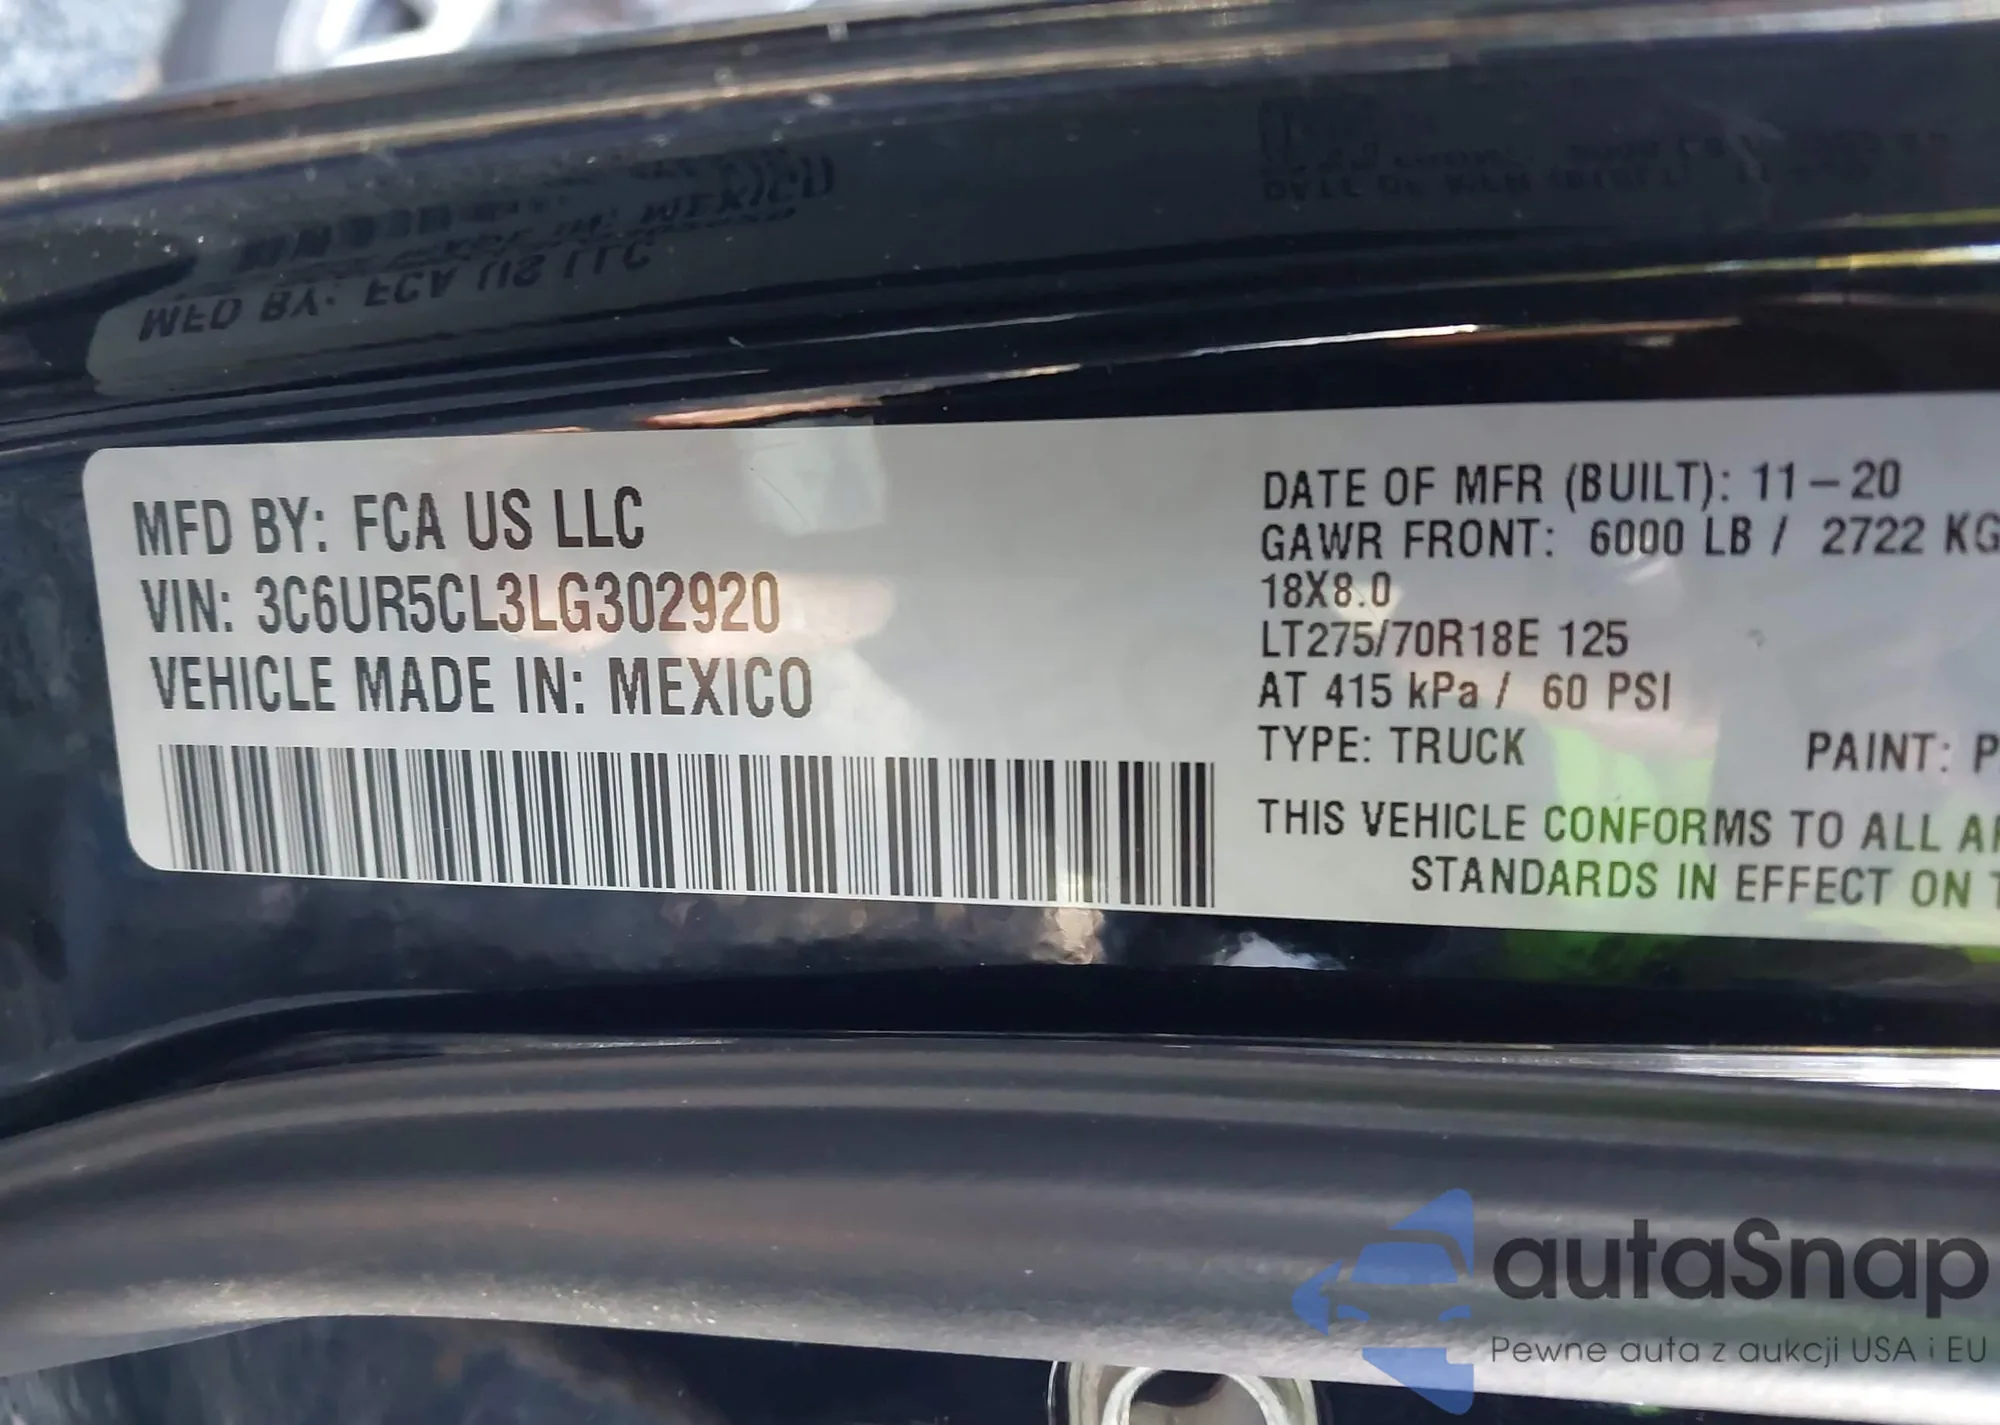 MFD BY: FCA US LLC
VIN: 3C6UR5CL3LG302920
VEHICLE MADE IN: MEXICO
DATE OF MFR (BUILT): 11-20
GAWR FRONT: 6000 LB / 2722 KG
18X8.0
LT275/70R18E 125
AT 415 kPa / 60 PSI
TYPE: TRUCK PAINT:
THIS VEHICLE CONFORMS TO ALL
STANDARDS IN EFFECT ON
autaSnap
Pewne auta z aukcji USA i EU